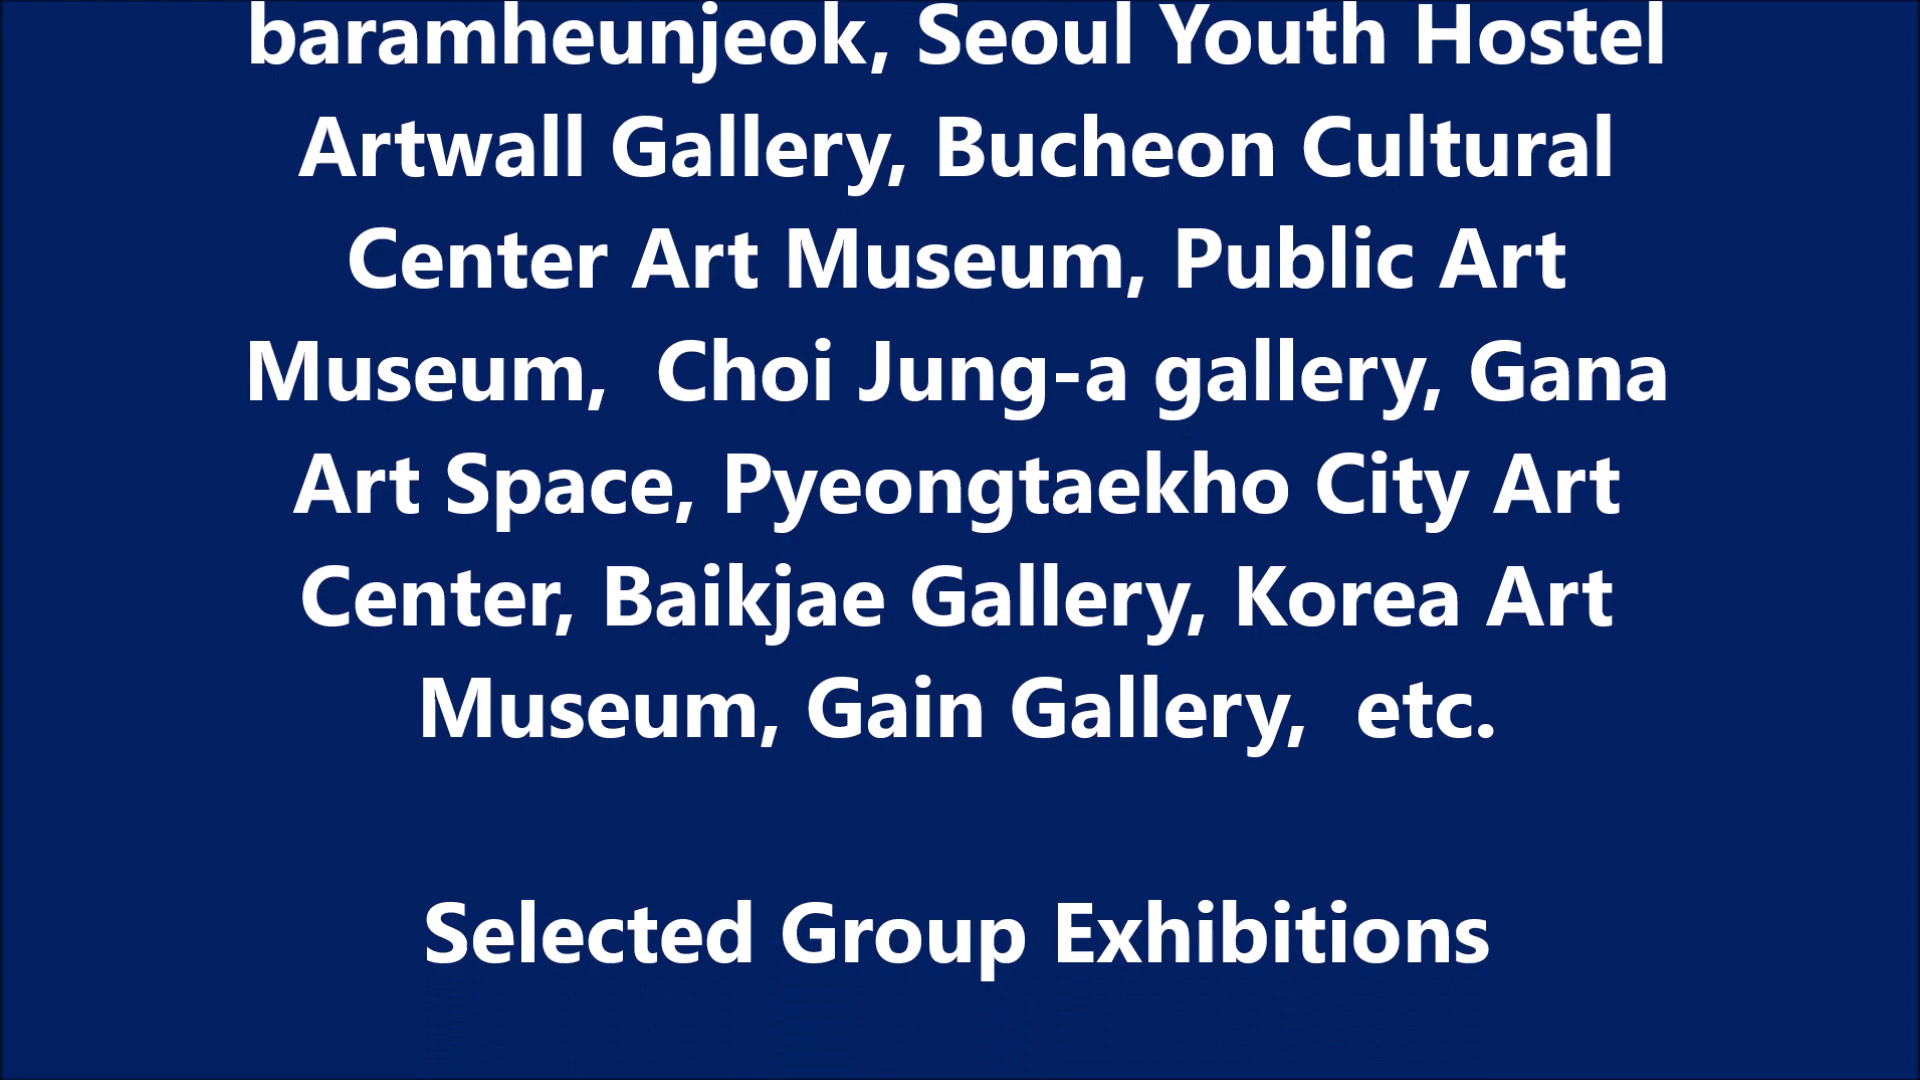 baramheunjeok, Seoul Youth Hostel
Artwall Gallery, Bucheon Cultural
Center Art Museum, Public Art
Museum,  Choi Jung-a gallery, Gana
Art Space, Pyeongtaekho City Art
Center, Baikjae Gallery, Korea Art
Museum, Gain Gallery,  etc.
Selected Group Exhibitions